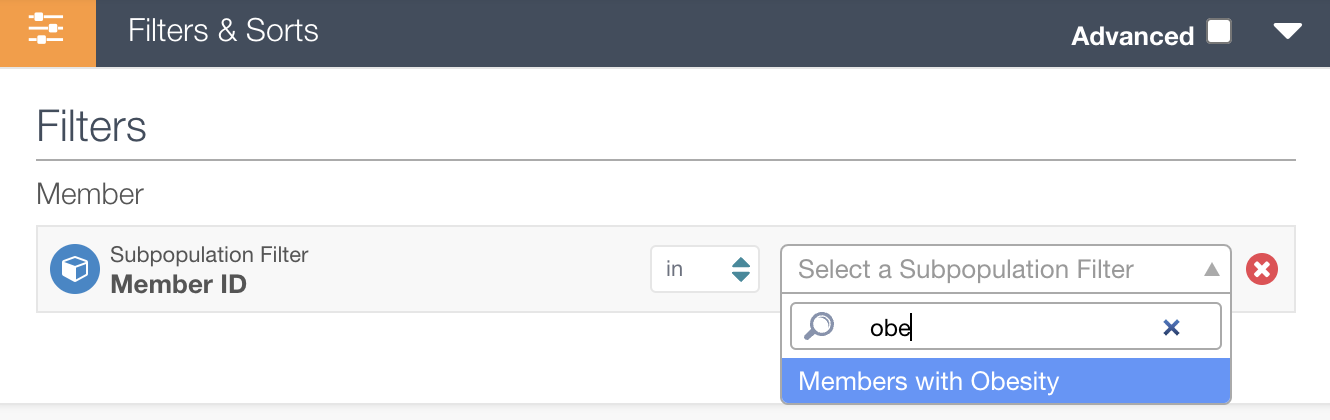 Filters & Sorts
Advanced
Filters
Member
Subpopulation Filter
Member ID
in
Select a Subpopulation Filter
obe
Members with Obesity